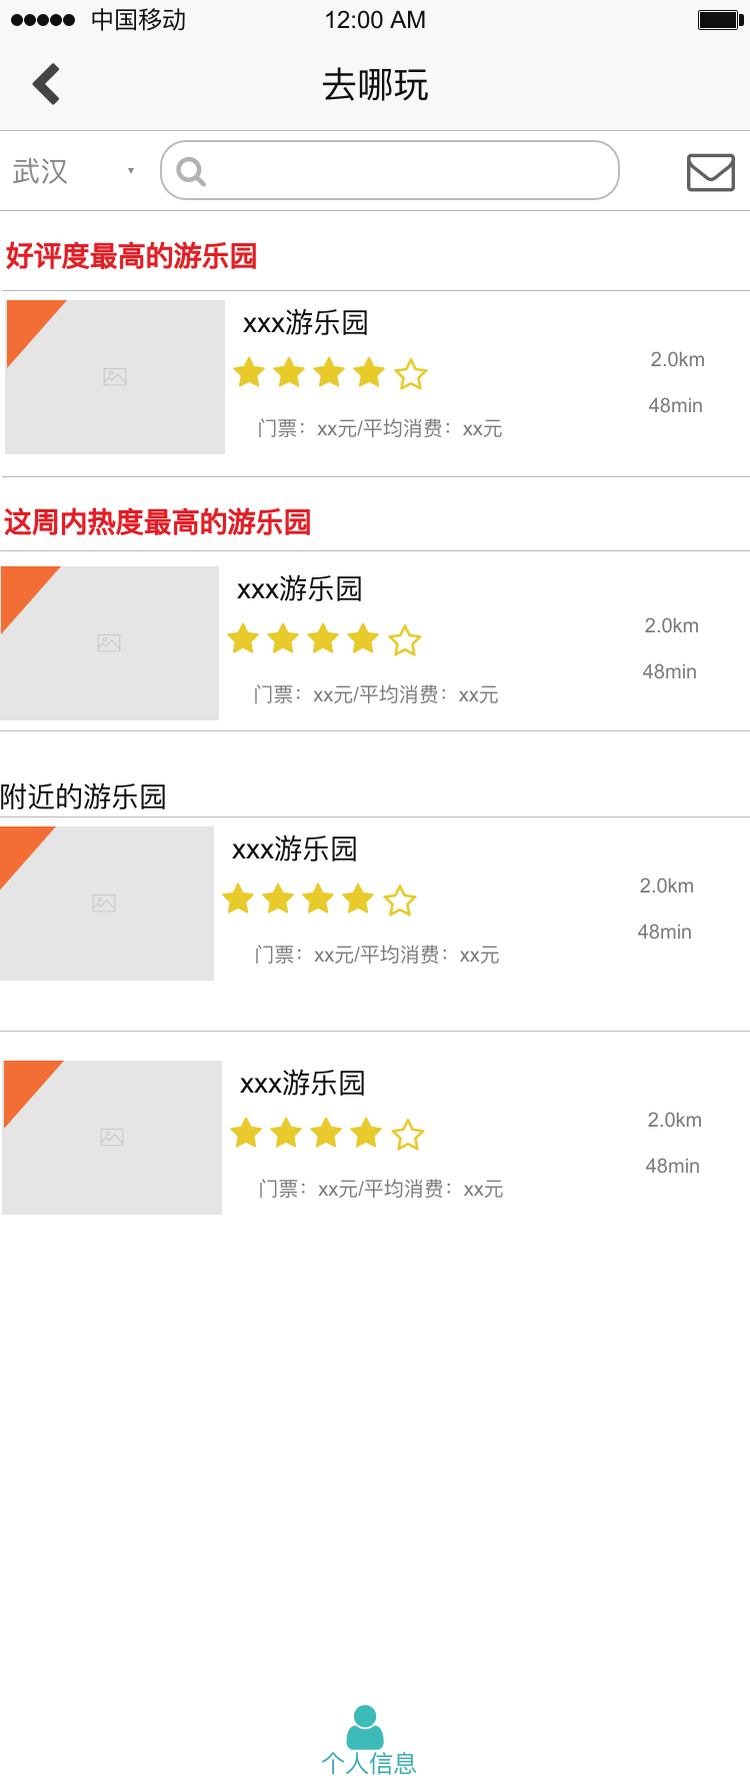 中国移动 12:00 AM
去哪玩
武汉
好评度最高的游乐园
xxx游乐园
2.0km
48min
门票：xx元/平均消费：xx元
这周内热度最高的游乐园
xxx游乐园
2.0km
48min
门票：xx元/平均消费：xx元
附近的游乐园
xxx游乐园
2.0km
48min
门票：xx元/平均消费：xx元
xxx游乐园
2.0km
48min
门票：xx元/平均消费：xx元
个人信息